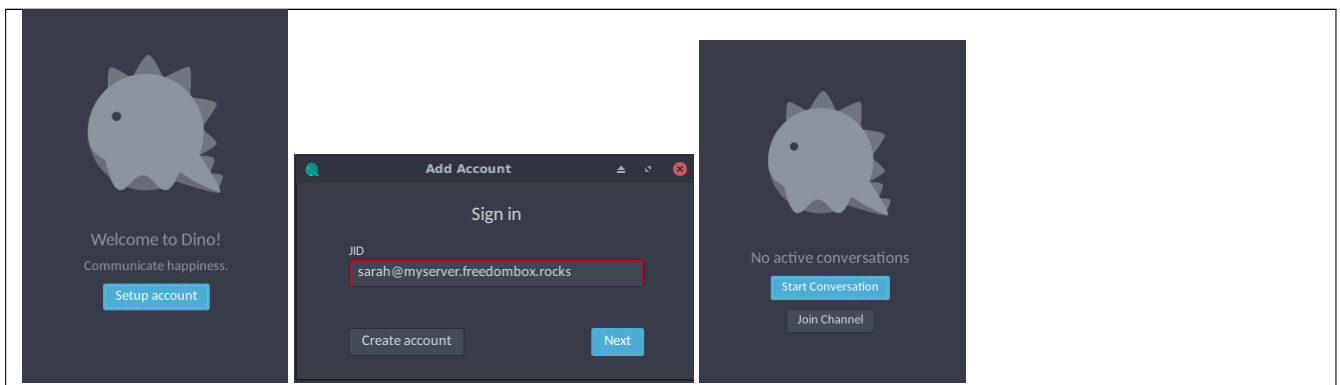 Welcome to Dino!
Communicate happiness.
Setup account
Add Account
Sign in
JID
sarah@myserver.freedombox.rocks
Create account
Next
No active conversations
Start Conversation
Join Channel